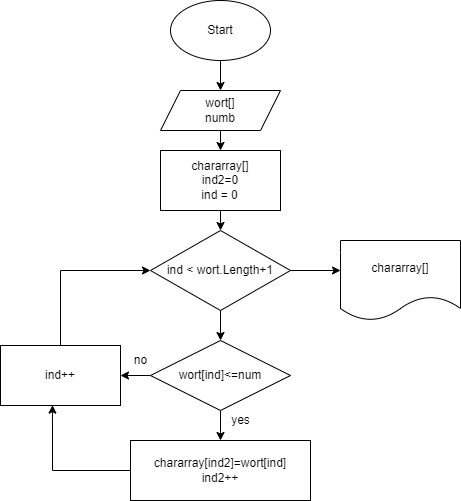 Start
wort[]
numb
chararray[]
ind2=0
ind = 0
ind < wort.Length+1
chararray[]
wort[ind]<=num
no
ind++
yes
chararray[ind2]=wort[ind]
ind2++